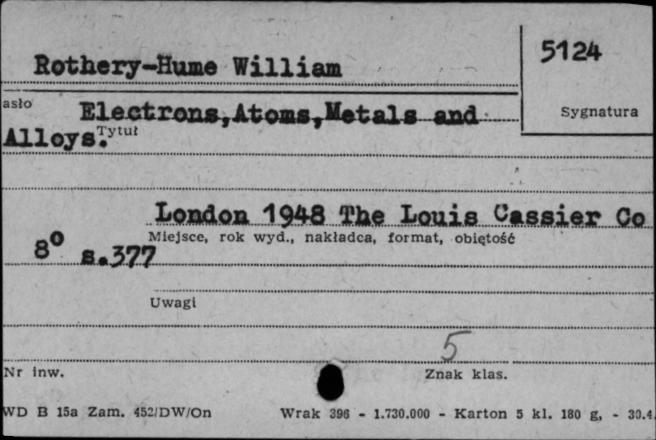 5124
Rothery-Hume William
asło Electrons,Atoms,Metals and Sygnatura
Alloys. Tytuł
London 1948 The Louis Cassier Co
Miejsce, rok wyd., nakładca, format, obiętość
8° s.377
Uwagi
5
Nr inw. Znak klas.
WD B 15a Zam. 452/DW/On Wrak 396 - 1.730.000 - Karton 5 kl. 180 g, - 30.4.